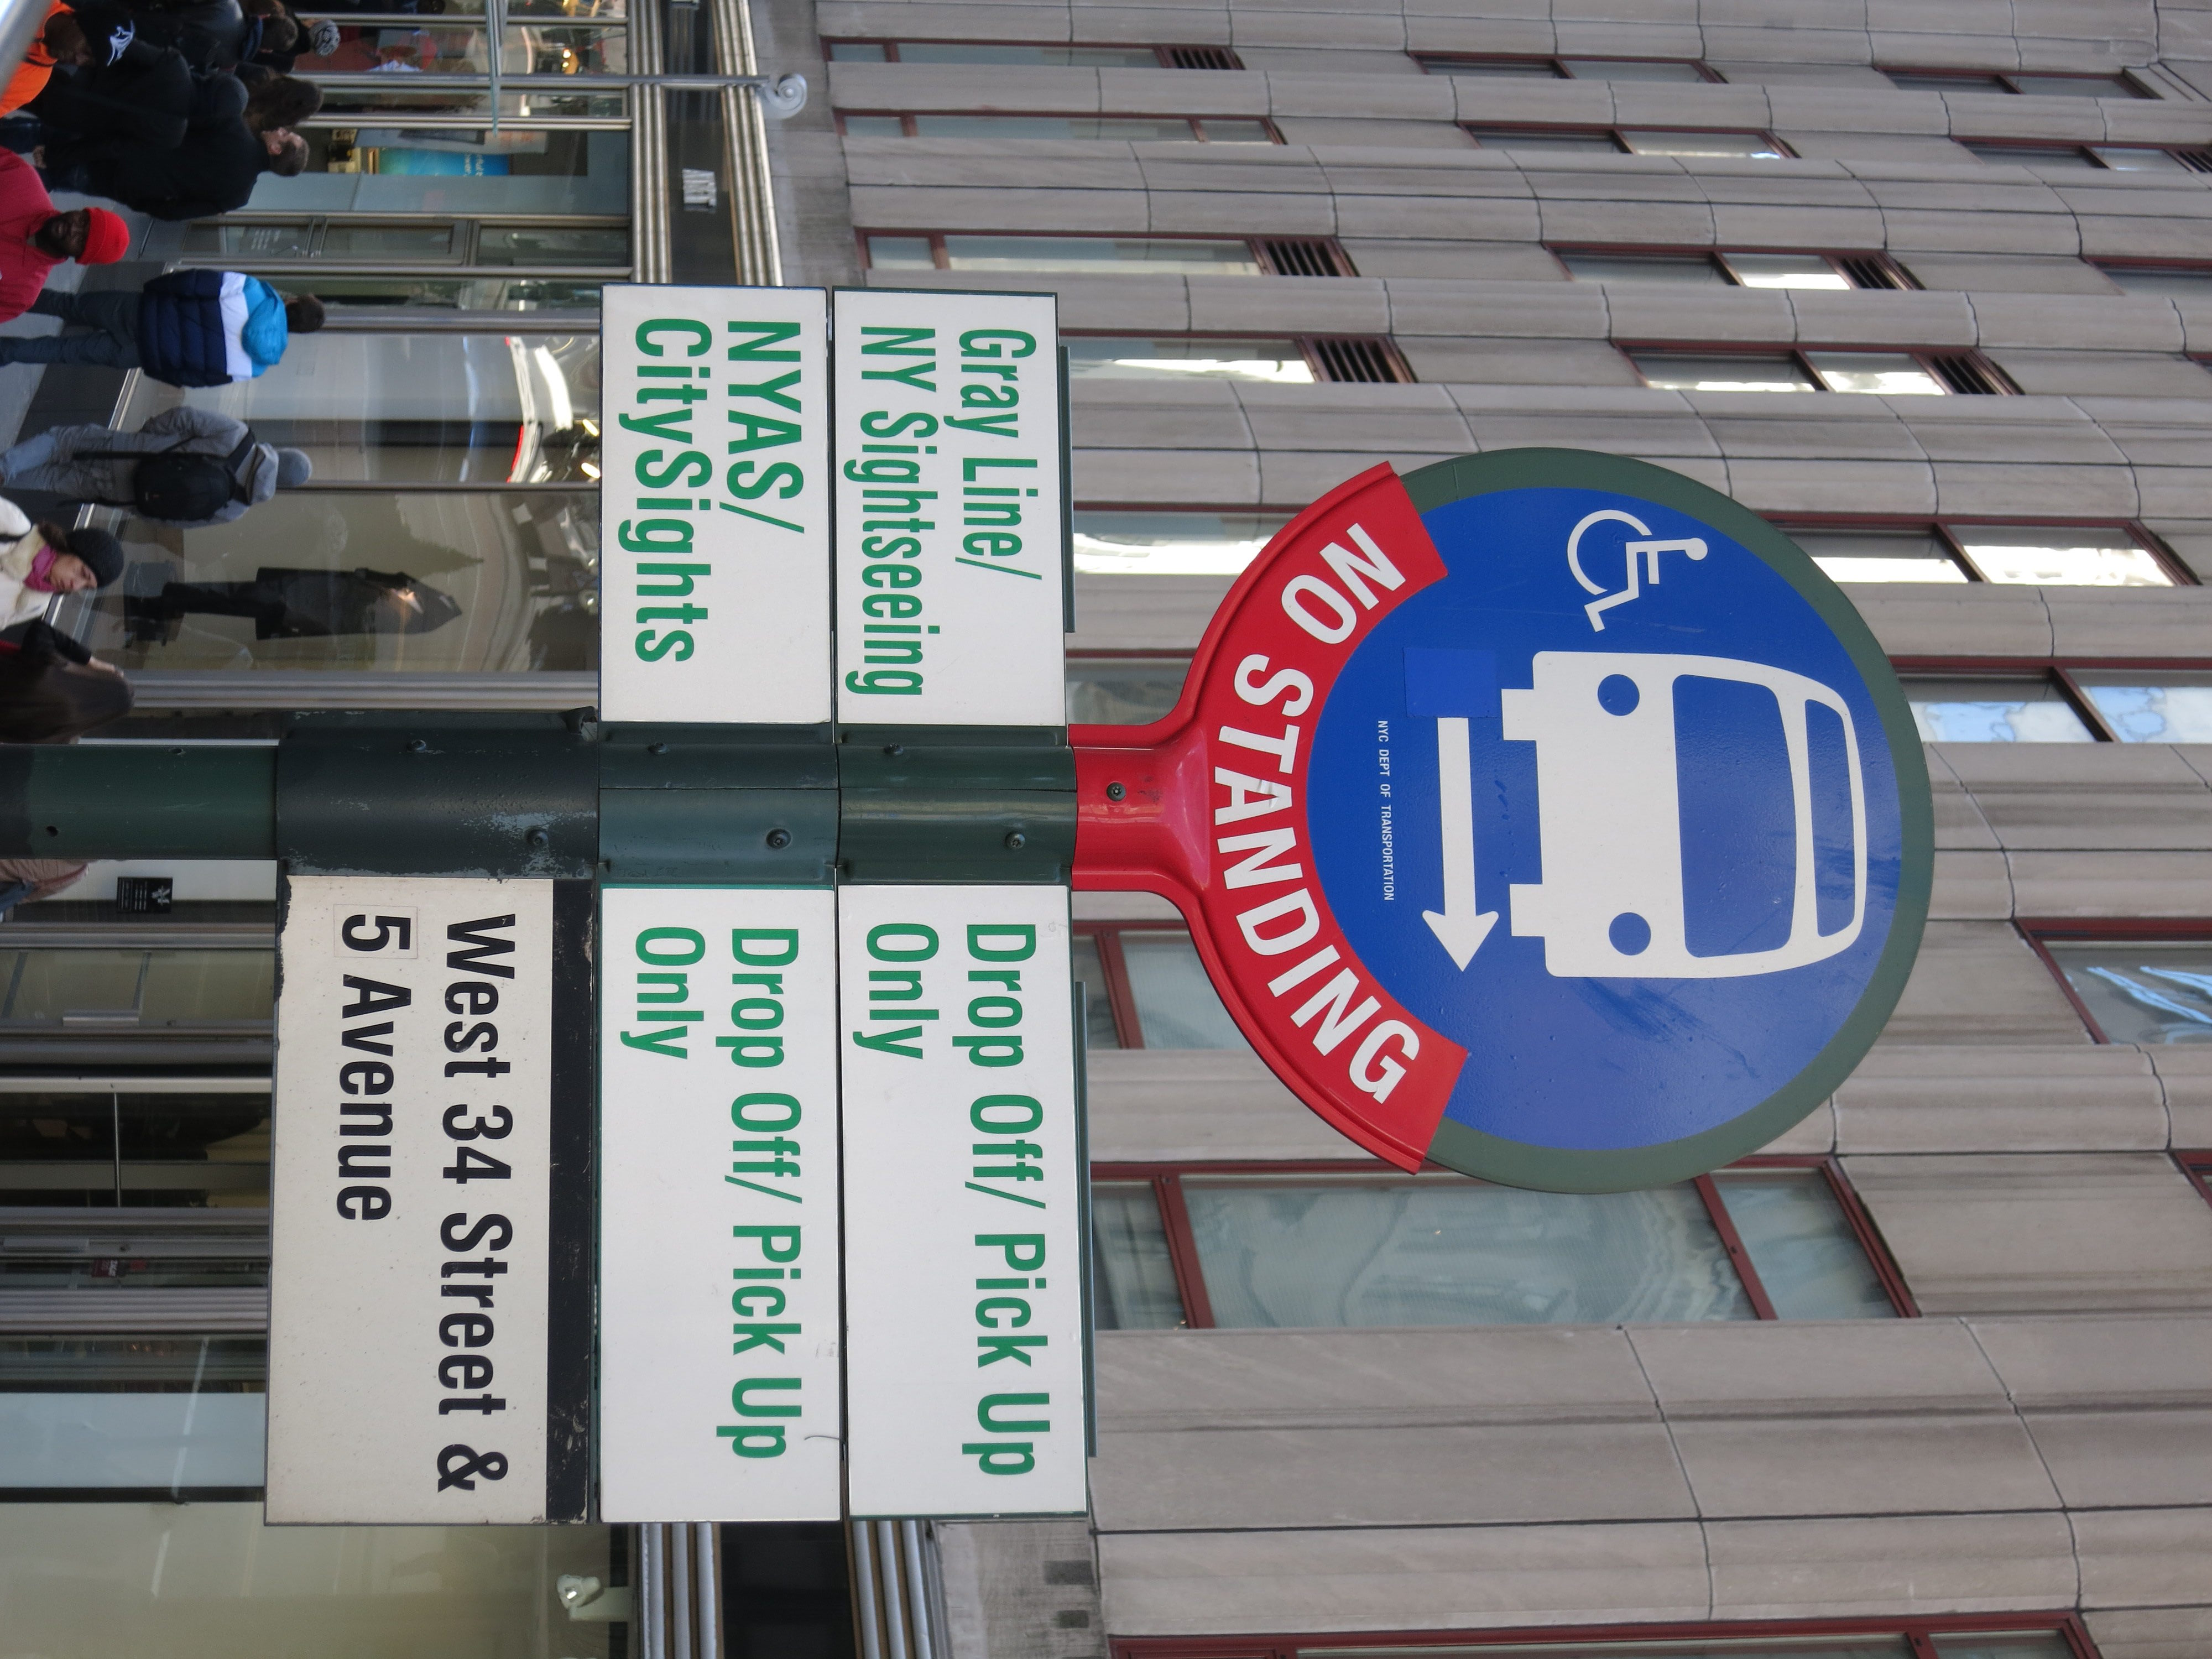 NYC DEPT OF TRANSPORTATION
NO STANDING
Gray Line/
NY Sightseeing
Drop Off/ Pick Up
Only
NYAS/
CitySights
Drop Off/ Pick Up
Only
West 34 Street &
5 Avenue